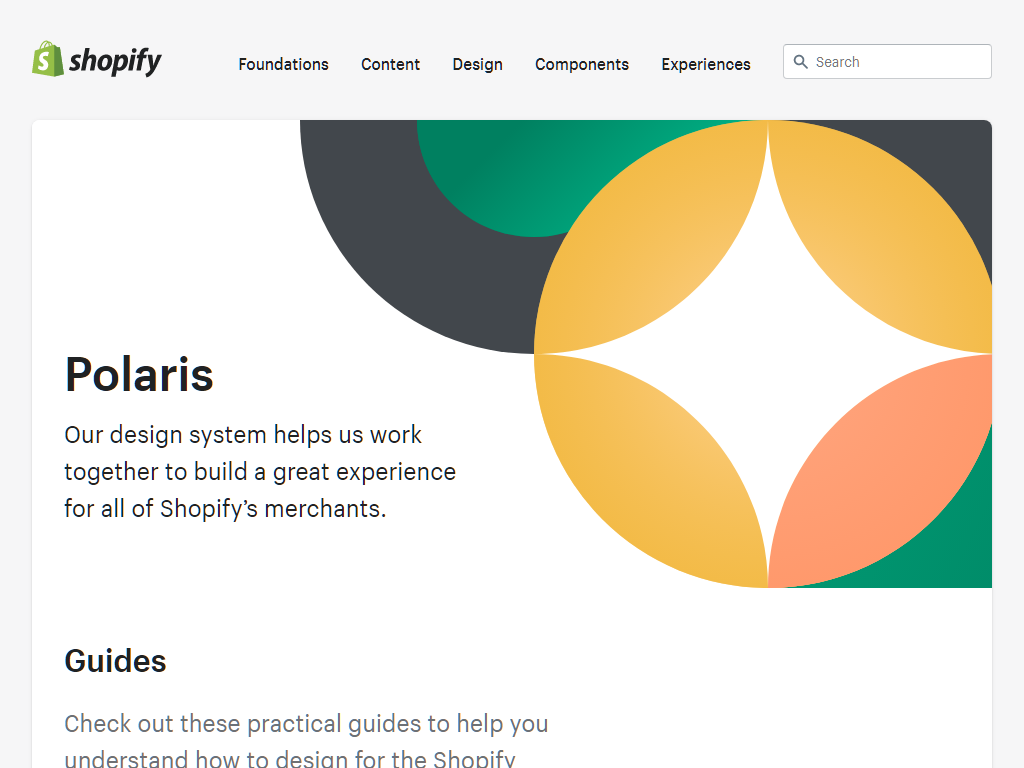 shopify
Foundations
Content
Design
Components
Experiences
Search
Polaris
Our design system helps us work
together to build a great experience
for all of Shopify’s merchants.
Guides
Check out these practical guides to help you
understand how to design for the Shopify